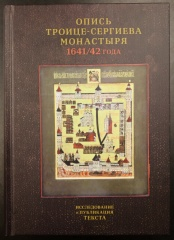 ОПИСЬ
ТРОИЦЕ-СЕРГИЕВА
МОНАСТЫРЯ
1641/42 ГОДА
ИССЛЕДОВАНИЕ
и ПУБЛИКАЦИЯ
ТЕКСТА